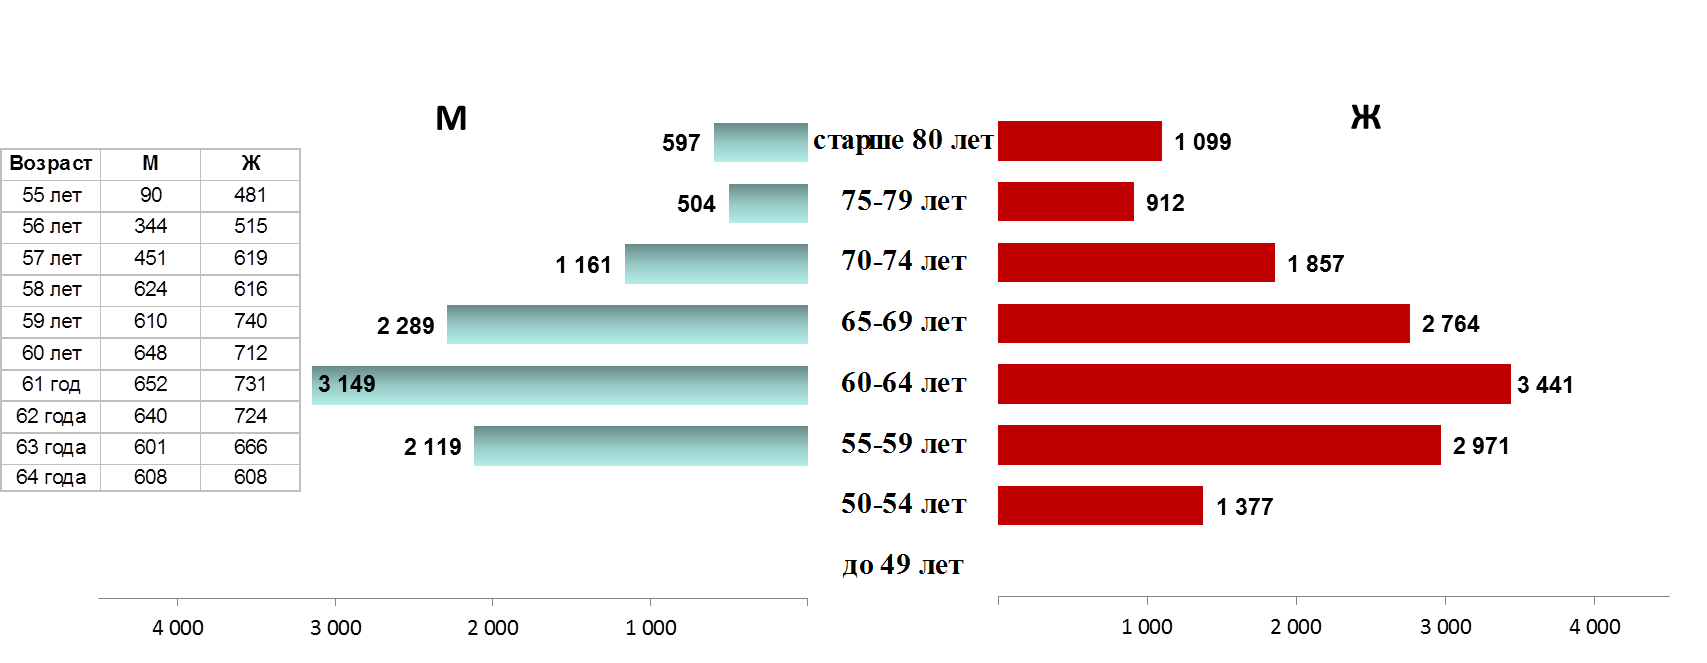 М
Ж
Возраст М Ж
55 лет 90 481
56 лет 344 515
57 лет 451 619
58 лет 624 616
59 лет 610 740
60 лет 648 712
61 год 652 731
62 года 640 724
63 года 601 666
64 года 608 608
597 старше 80 лет 1 099
504 75-79 лет 912
1 161 70-74 лет 1 857
2 289 65-69 лет 2 764
3 149 60-64 лет 3 441
2 119 55-59 лет 2 971
50-54 лет 1 377
до 49 лет
4 000 3 000 2 000 1 000 1 000 2 000 3 000 4 000